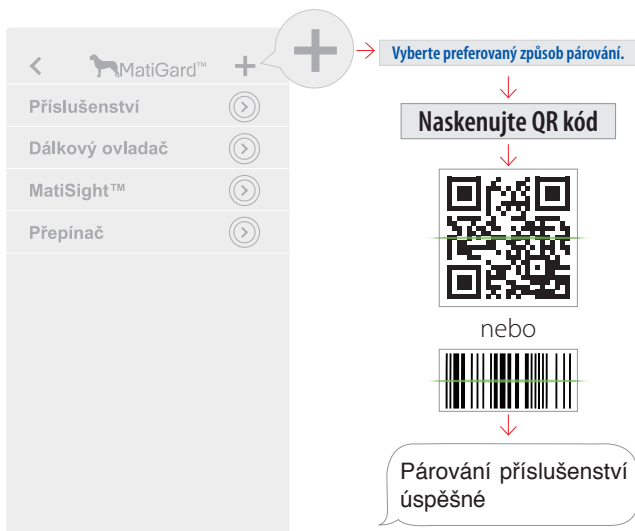 MatiGard™
Příslušenství
Dálkový ovladač
MatiSight™
Přepínač
Vyberte preferovaný způsob párování.
Naskenujte QR kód
nebo
Párování příslušenství
úspěšné